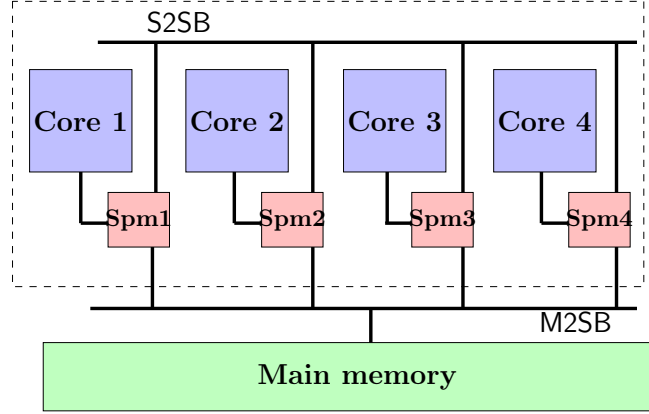 S2SB
Core 1
Core 2
Core 3
Core 4
Spm1
Spm2
Spm3
Spm4
M2SB
Main memory